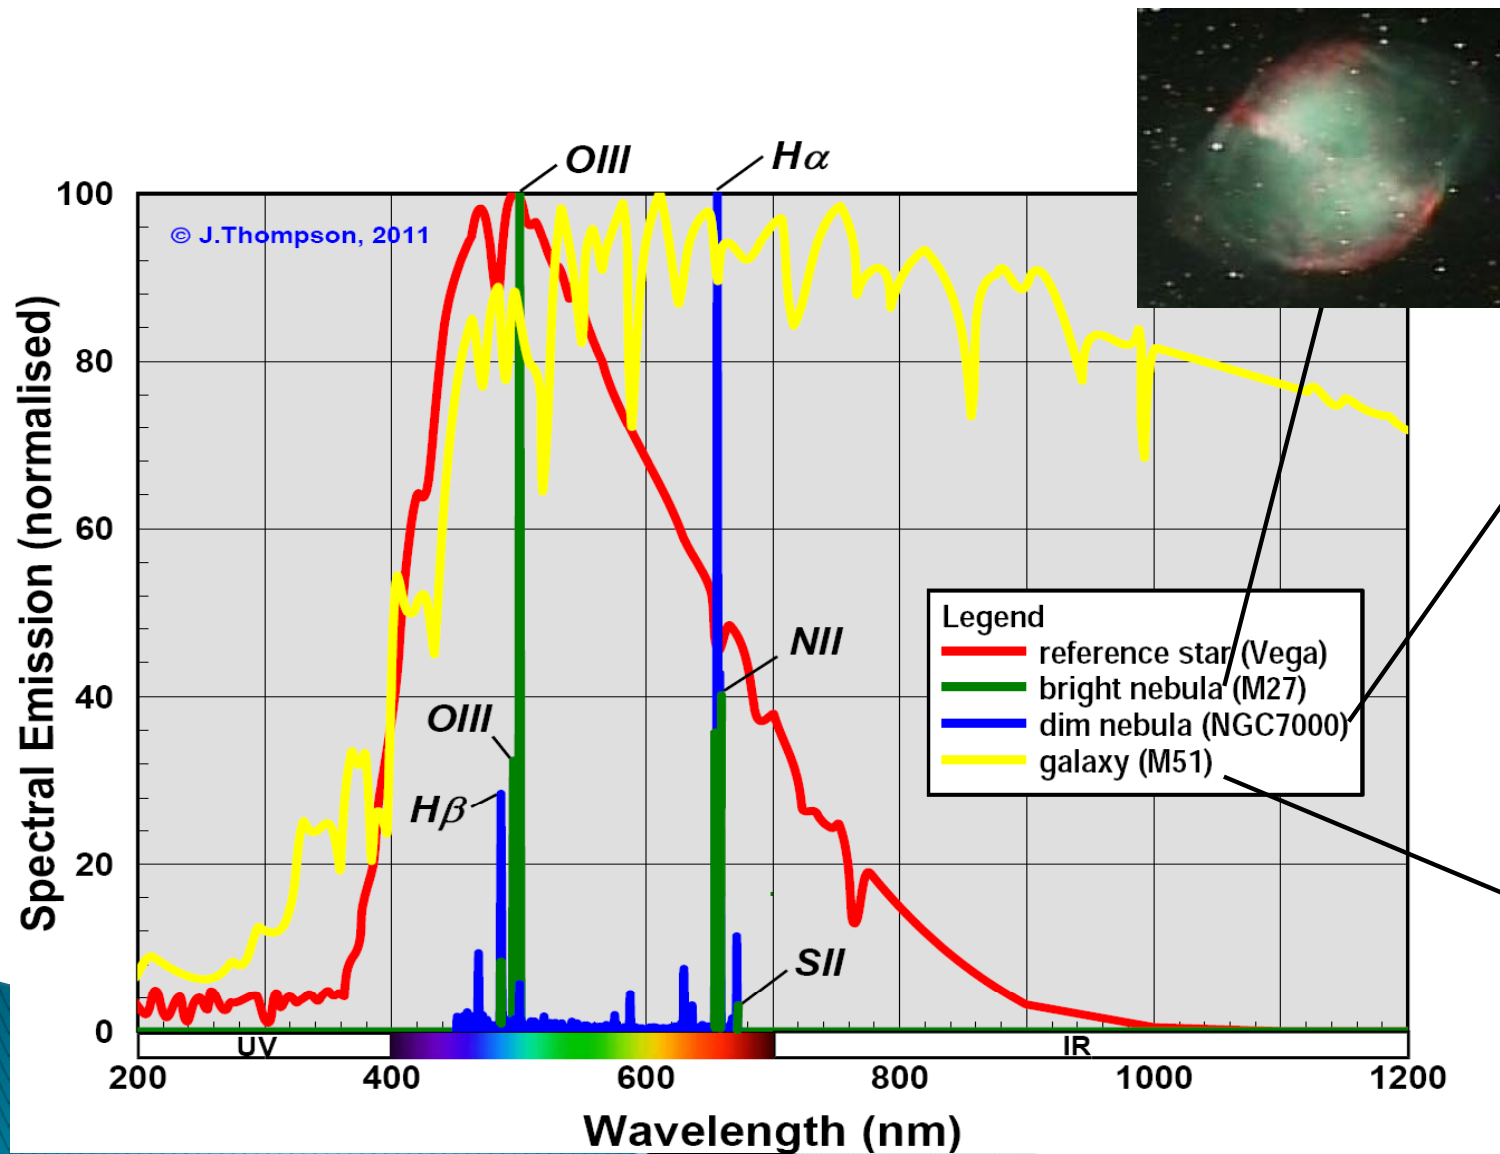 OIII
Hα
100
© J.Thompson, 2011
80
60
40
20
0
Spectral Emission (normalised)
NII
OIII
Hβ
SII
Legend
reference star (Vega)
bright nebula (M27)
dim nebula (NGC7000)
galaxy (M51)
UV
IR
200
400
600
800
1000
1200
Wavelength (nm)